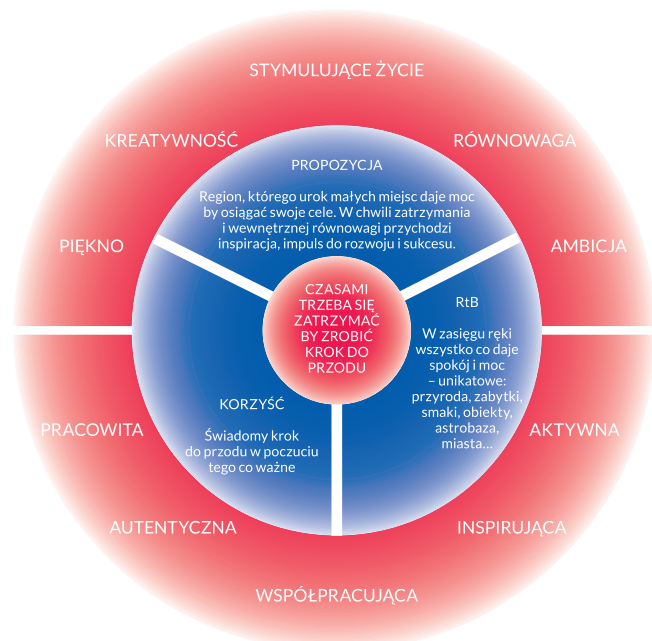 STYMULUJĄCE ŻYCIE
KREATYWNOŚĆ
RÓWNOWAGA
PIĘKNO
AMBICJA
PROPOZYCJA
Region, którego urok małych miejsc daje moc
by osiągać swoje cele. W chwili zatrzymania
i wewnętrznej równowagi przychodzi
inspiracja, impuls do rozwoju i sukcesu.
CZASAMI
TRZEBA SIĘ
ZATRZYMAĆ
BY ZROBIĆ
KROK DO
PRZODU
RtB
W zasięgu ręki
wszystko co daje
spokój i moc
– unikatowe:
przyroda, zabytki,
smaki, obiekty,
astrobaza,
miasta...
KORZYŚĆ
Świadomy krok
do przodu w poczuciu
tego co ważne
PRACOWITA
AKTYWNA
AUTENTYCZNA
INSPIRUJĄCA
WSPÓŁPRACUJĄCA